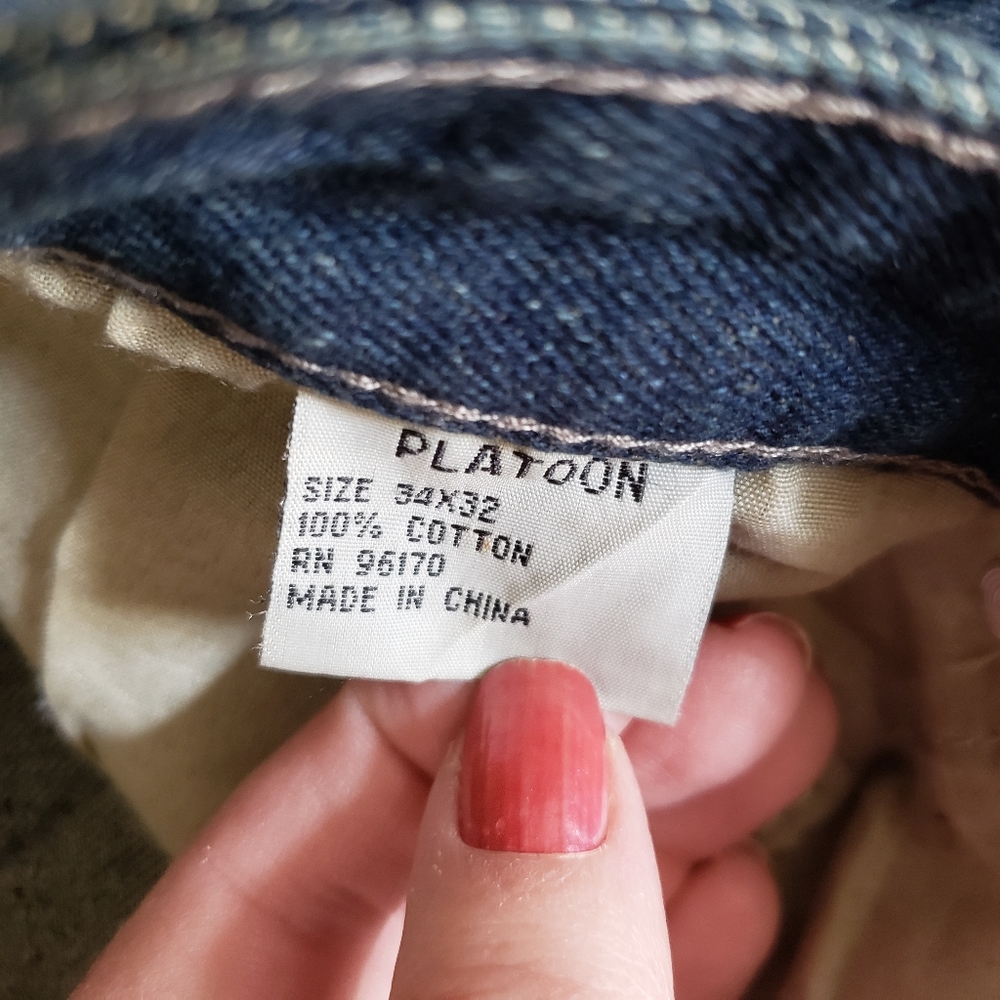 PLATOON
SIZE 34X32
100% COTTON
RN 96170
MADE IN CHINA